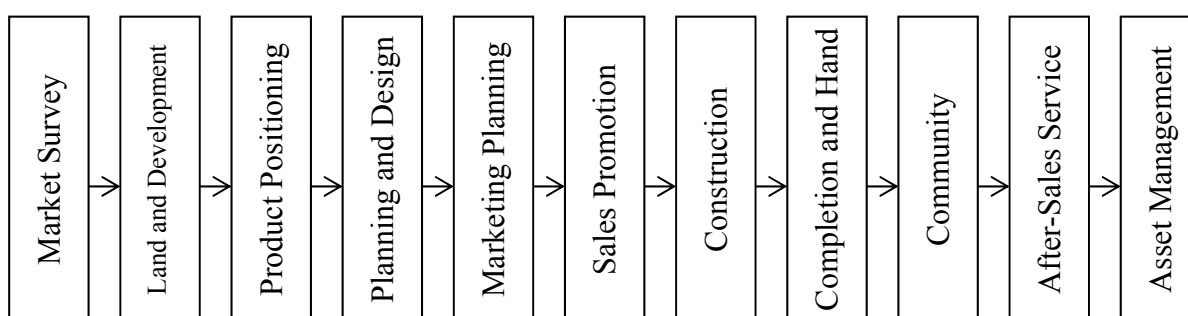 Market Survey
Land and Development
Product Positioning
Planning and Design
Marketing Planning
Sales Promotion
Construction
Completion and Hand
Community
After-Sales Service
Asset Management